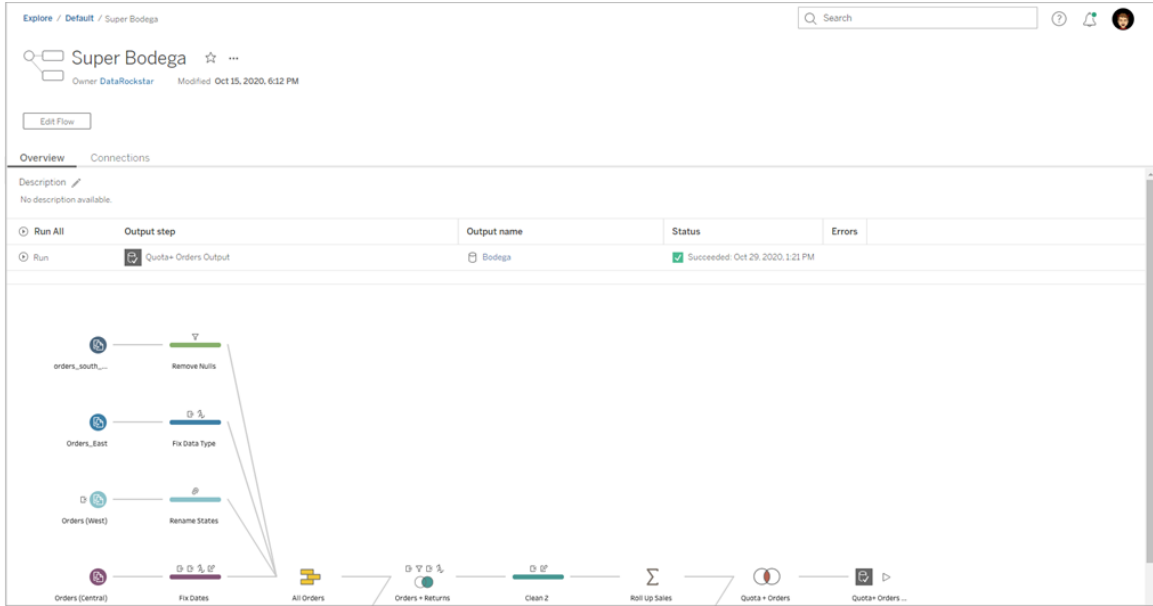 Explore / Default / Super Bodega
Search
Super Bodega
Owner DataRockstar Modified Oct 15, 2020, 6:12 PM
Edit Flow
Overview Connections
Description
No description available.
Run All Output step Output name Status Errors
Run Quota+ Orders Output Bodega Succeeded: Oct 29, 2020, 1:21 PM
orders_south_... Remove Nulls
Orders_East Fix Data Type
Orders (West) Rename States
Orders (Central) Fix Dates All Orders Orders + Returns Clean 2 Roll Up Sales Quota + Orders Quota+ Orders ...